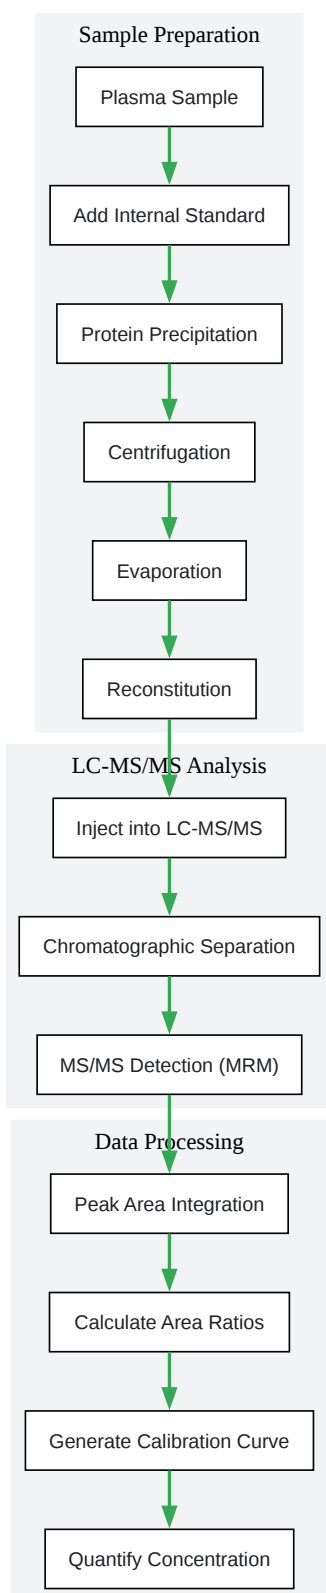 Sample Preparation
Plasma Sample
Add Internal Standard
Protein Precipitation
Centrifugation
Evaporation
Reconstitution
LC-MS/MS Analysis
Inject into LC-MS/MS
Chromatographic Separation
MS/MS Detection (MRM)
Data Processing
Peak Area Integration
Calculate Area Ratios
Generate Calibration Curve
Quantify Concentration